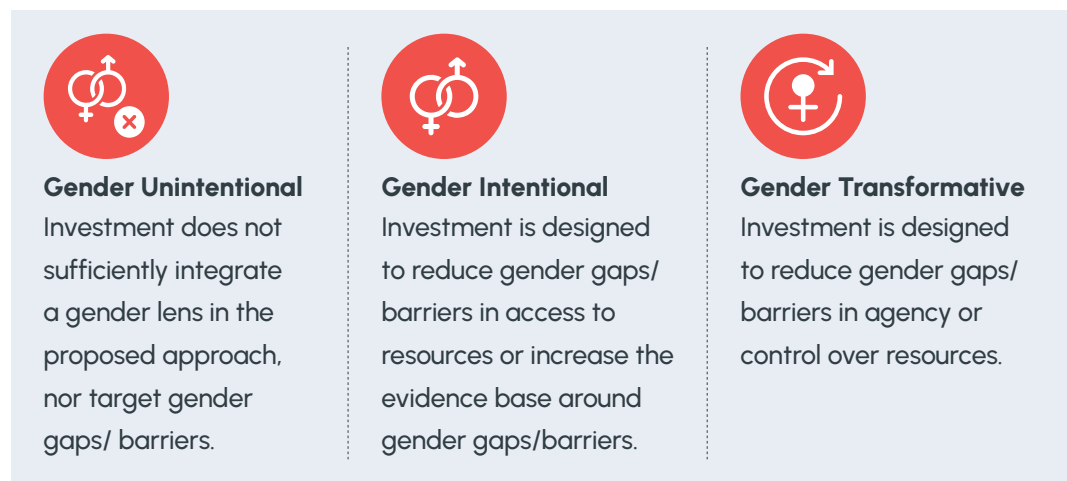 Gender Unintentional
Investment does not
sufficiently integrate
a gender lens in the
proposed approach,
nor target gender
gaps/ barriers.
Gender Intentional
Investment is designed
to reduce gender gaps/
barriers in access to
resources or increase the
evidence base around
gender gaps/barriers.
Gender Transformative
Investment is designed
to reduce gender gaps/
barriers in agency or
control over resources.